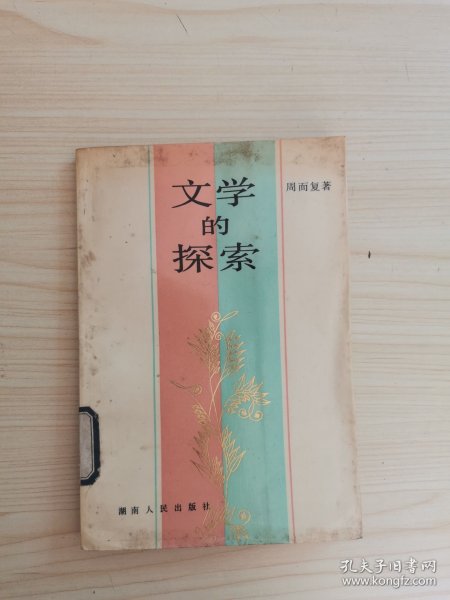 文学
的
探索
周而复著
湖南人民出版社
孔夫子旧书网
www.kongfz.com